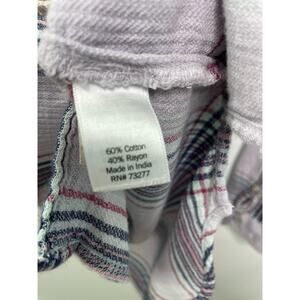 60% Cotton
40% Rayon
Made in India
RN# 73277